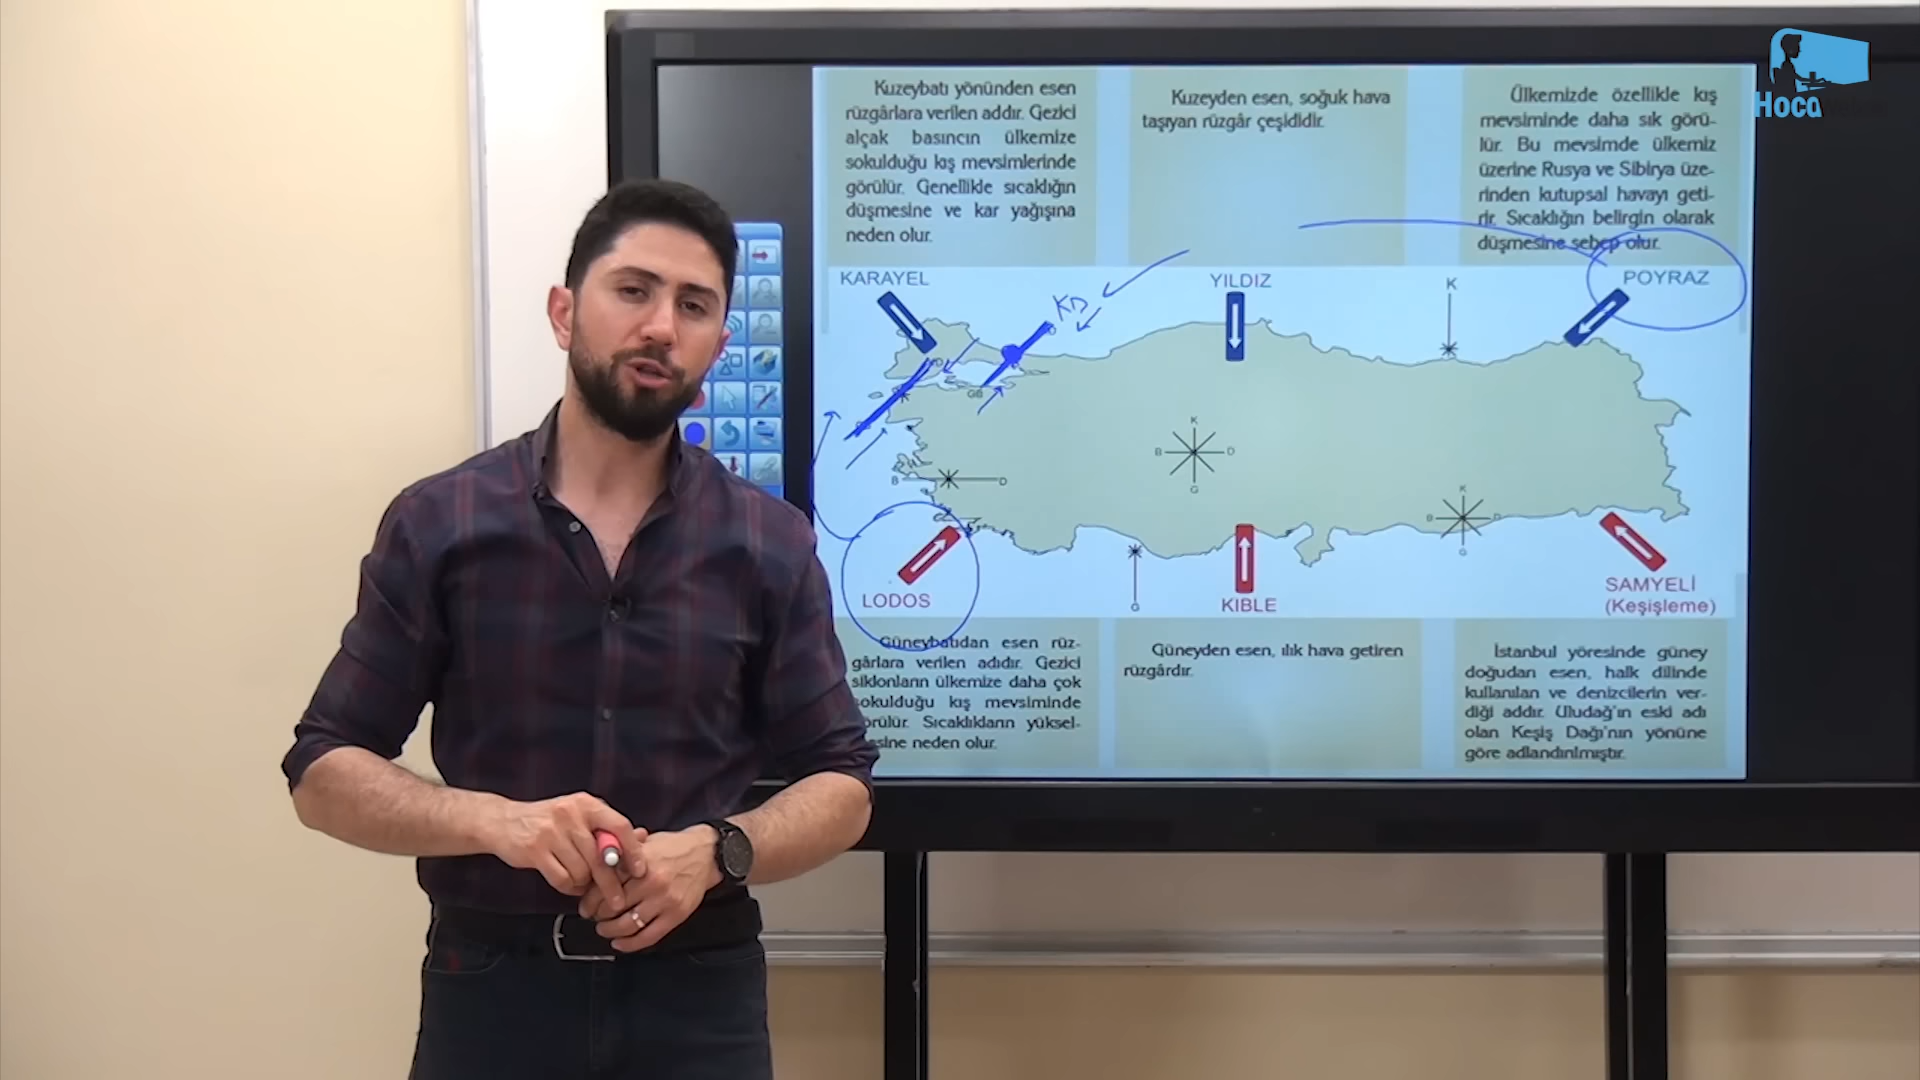 Hoca
Kuzeybatı yönünden esen
rüzgârlara verilen addır. Gezici
alçak basıncın ülkemize
sokulduğu kış mevsimlerinde
görülür. Genellikle sıcaklığın
düşmesine ve kar yağışına
neden olur.
Kuzeyden esen, soğuk hava
taşıyan rüzgâr çeşididir.
Ülkemizde özellikle kış
mevsiminde daha sık görü-
lür. Bu mevsimde ülkemiz
üzerine Rusya ve Sibirya üze-
rinden kutupsal havayı geti-
rir. Sıcaklığın belirgin olarak
düşmesine sebep olur.
KARAYEL
YILDIZ
K
POYRAZ
KD
GB
K
B
D
G
B
D
K
B
D
G
G
LODOS
KIBLE
SAMYELİ
(Keşişleme)
Güneybatıdan esen rüz-
gârlara verilen adıdır. Gezici
siklonların ülkemize daha çok
sokulduğu kış mevsiminde
görülür. Sıcaklıkların yüksel-
mesine neden olur.
Güneyden esen, ılık hava getiren
rüzgârdır.
İstanbul yöresinde güney
doğudan esen, halk dilinde
kullanılan ve denizcilerin ver-
diği addır. Uludağ'ın eski adı
olan Keşiş Dağı'nın yönüne
göre adlandırılmıştır.